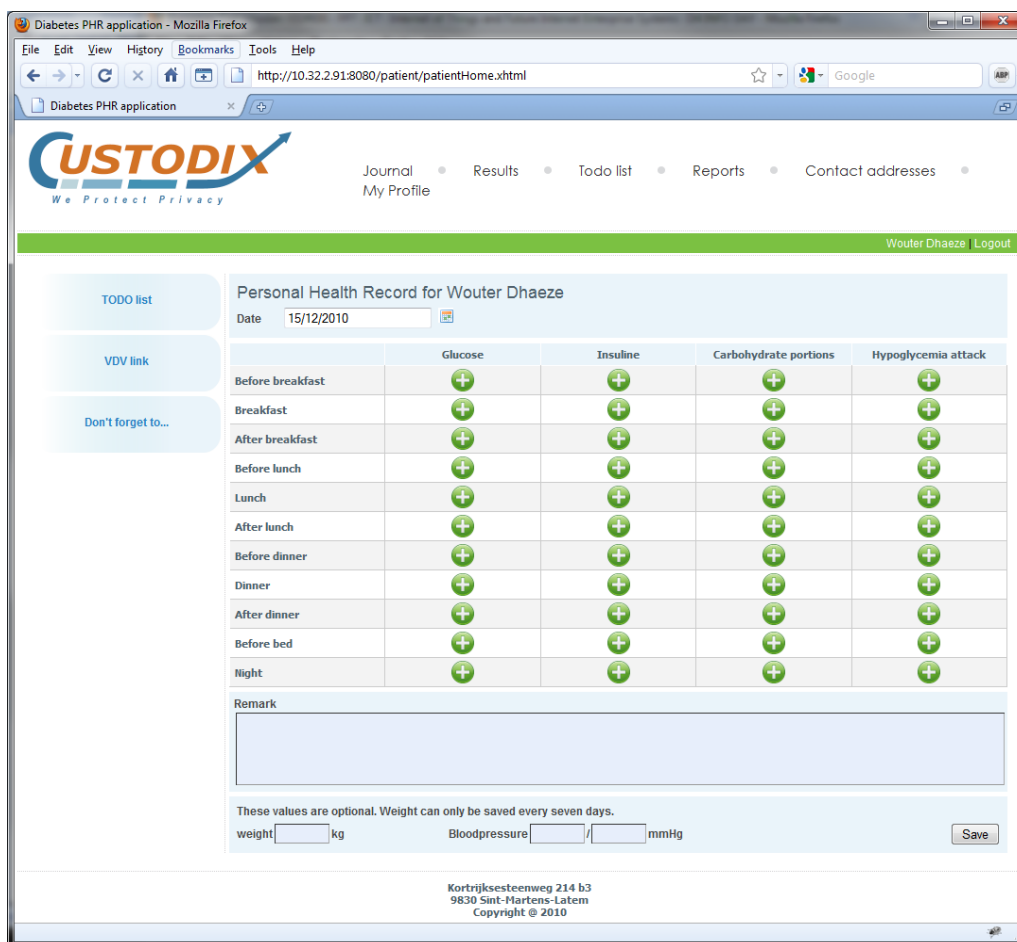 Diabetes PHR application - Mozilla Firefox
File Edit View History Bookmarks Tools Help
http://10.32.2.91:8080/patient/patientHome.xhtml
Google
ABP
Diabetes PHR application
CUSTODIX
We Protect Privacy
Journal Results Todo list Reports Contact addresses
My Profile
Wouter Dhaeze | Logout
TODO list
VDV link
Don't forget to...
Personal Health Record for Wouter Dhaeze
Date 15/12/2010
Glucose Insuline Carbohydrate portions Hypoglycemia attack
Before breakfast
Breakfast
After breakfast
Before lunch
Lunch
After lunch
Before dinner
Dinner
After dinner
Before bed
Night
Remark
These values are optional. Weight can only be saved every seven days.
weight kg Bloodpressure / mmHg Save
Kortrijksesteenweg 214 b3
9830 Sint-Martens-Latem
Copyright @ 2010